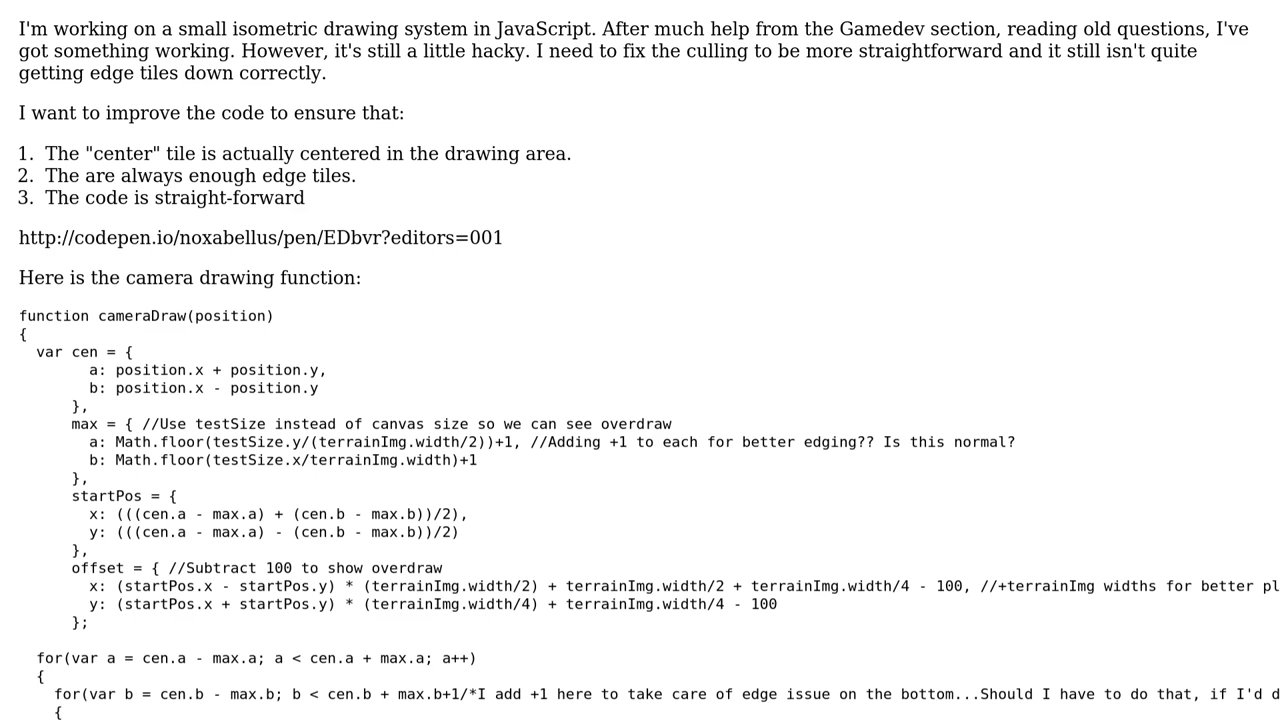 I'm working on a small isometric drawing system in JavaScript. After much help from the Gamedev section, reading old questions, I've
got something working. However, it's still a little hacky. I need to fix the culling to be more straightforward and it still isn't quite
getting edge tiles down correctly.
I want to improve the code to ensure that:
1. The "center" tile is actually centered in the drawing area.
2. The are always enough edge tiles.
3. The code is straight-forward
http://codepen.io/noxabellus/pen/EDbvr?editors=001
Here is the camera drawing function:
function cameraDraw(position)
{
  var cen = {
        a: position.x + position.y,
        b: position.x - position.y
      },
      max = { //Use testSize instead of canvas size so we can see overdraw
        a: Math.floor(testSize.y/(terrainImg.width/2))+1, //Adding +1 to each for better edging?? Is this normal?
        b: Math.floor(testSize.x/terrainImg.width)+1
      },
      startPos = {
        x: (((cen.a - max.a) + (cen.b - max.b))/2),
        y: (((cen.a - max.a) - (cen.b - max.b))/2)
      },
      offset = { //Subtract 100 to show overdraw
        x: (startPos.x - startPos.y) * (terrainImg.width/2) + terrainImg.width/2 + terrainImg.width/4 - 100, //+terrainImg widths for better pl
        y: (startPos.x + startPos.y) * (terrainImg.width/4) + terrainImg.width/4 - 100
      };
  for(var a = cen.a - max.a; a < cen.a + max.a; a++)
  {
    for(var b = cen.b - max.b; b < cen.b + max.b+1/*I add +1 here to take care of edge issue on the bottom...Should I have to do that, if I'd d
    {